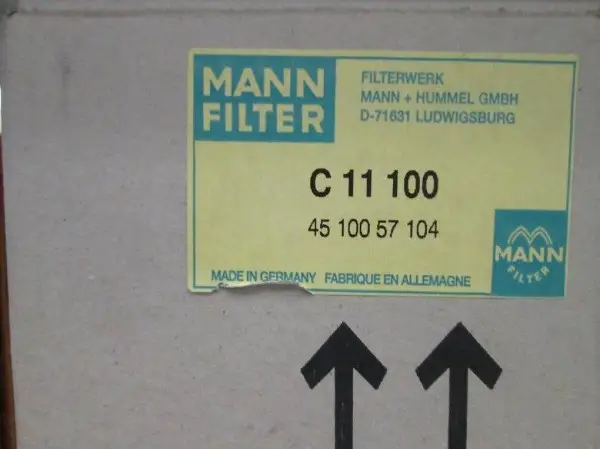 MANN
FILTER
FILTERWERK
MANN + HUMMEL GMBH
D-71631 LUDWIGSBURG
C 11 100
45 100 57 104
MANN
FILTER
MADE IN GERMANY FABRIQUE EN ALLEMAGNE